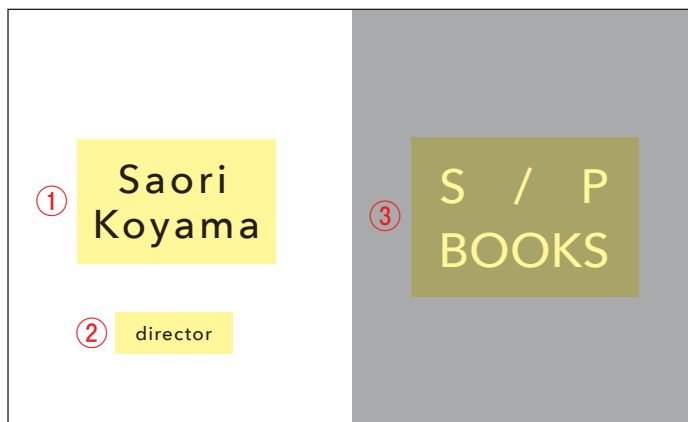 ①
Saori
Koyama
②
director
③
S / P
BOOKS